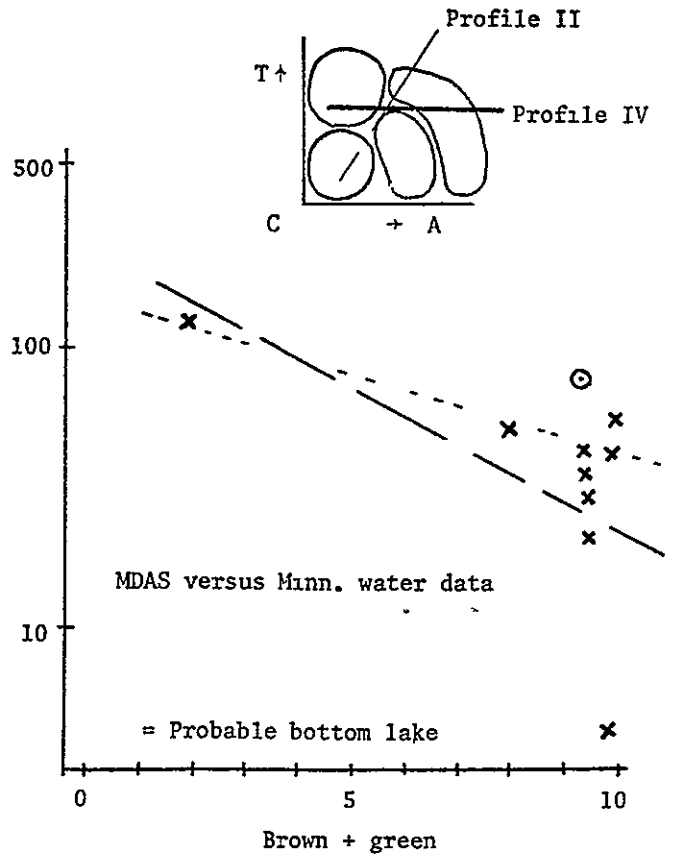 Profile II
T ↑
Profile IV
C → A
500
100
MDAS versus Minn. water data
10
= Probable bottom lake
0 5 10
Brown + green